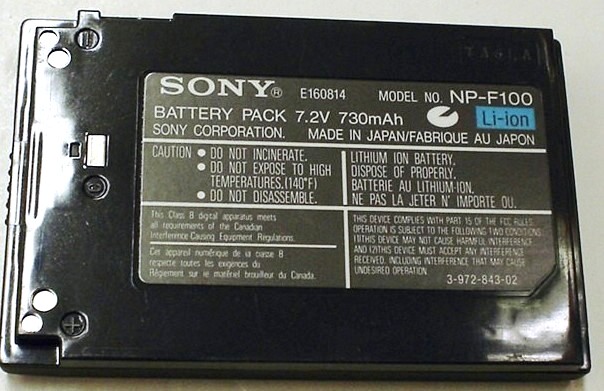 SONY® E160814 MODEL NO. NP-F100
BATTERY PACK 7.2V 730mAh Li-ion
SONY CORPORATION. MADE IN JAPAN/FABRIQUE AU JAPON
CAUTION • DO NOT INCINERATE.
• DO NOT EXPOSE TO HIGH
TEMPERATURES.(140°F)
• DO NOT DISASSEMBLE.
LITHIUM ION BATTERY.
DISPOSE OF PROPERLY.
BATTERIE AU LITHIUM-ION.
NE PAS LA JETER N' IMPORTE OU.
This Class B digital apparatus meets
all requirements of the Canadian
Interference-Causing Equipment Regulations.
Cet appareil numérique de la classe B
respecte toutes les exigences du
Règlement sur le matériel brouilleur du Canada.
THIS DEVICE COMPLIES WITH PART 15 OF THE FCC RULES
OPERATION IS SUBJECT TO THE FOLLOWING TWO CONDITIONS:
(1)THIS DEVICE MAY NOT CAUSE HARMFUL INTERFERENCE
AND (2)THIS DEVICE MUST ACCEPT ANY INTERFERENCE
RECEIVED, INCLUDING INTERFERENCE THAT MAY CAUSE
UNDESIRED OPERATION
3-972-843-02